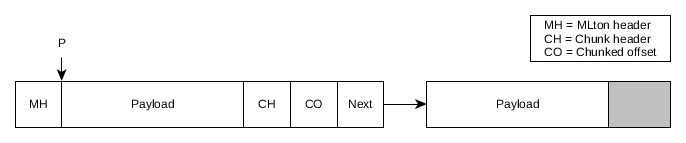 MH = MLton header
CH = Chunk header
CO = Chunked offset
P
MH Payload CH CO Next Payload